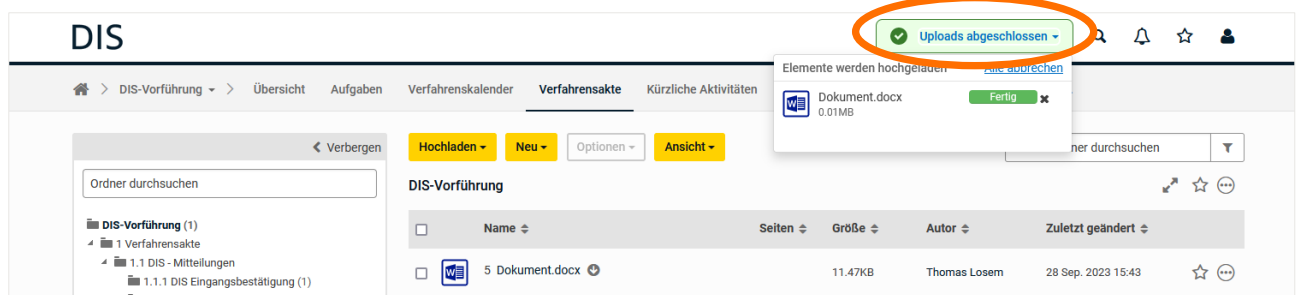 DIS
Uploads abgeschlossen
Elemente werden hochgeladen Alle abbrechen
Dokument.docx Fertig
0.01MB
DIS-Vorführung Übersicht Aufgaben Verfahrenskalender Verfahrensakte Kürzliche Aktivitäten
Verbergen
Hochladen Neu Optionen Ansicht ner durchsuchen
Ordner durchsuchen
DIS-Vorführung
Name Seiten Größe Autor Zuletzt geändert
DIS-Vorführung (1)
1 Verfahrensakte
1.1 DIS - Mitteilungen
1.1.1 DIS Eingangsbestätigung (1)
5 Dokument.docx 11.47KB Thomas Losem 28 Sep. 2023 15:43